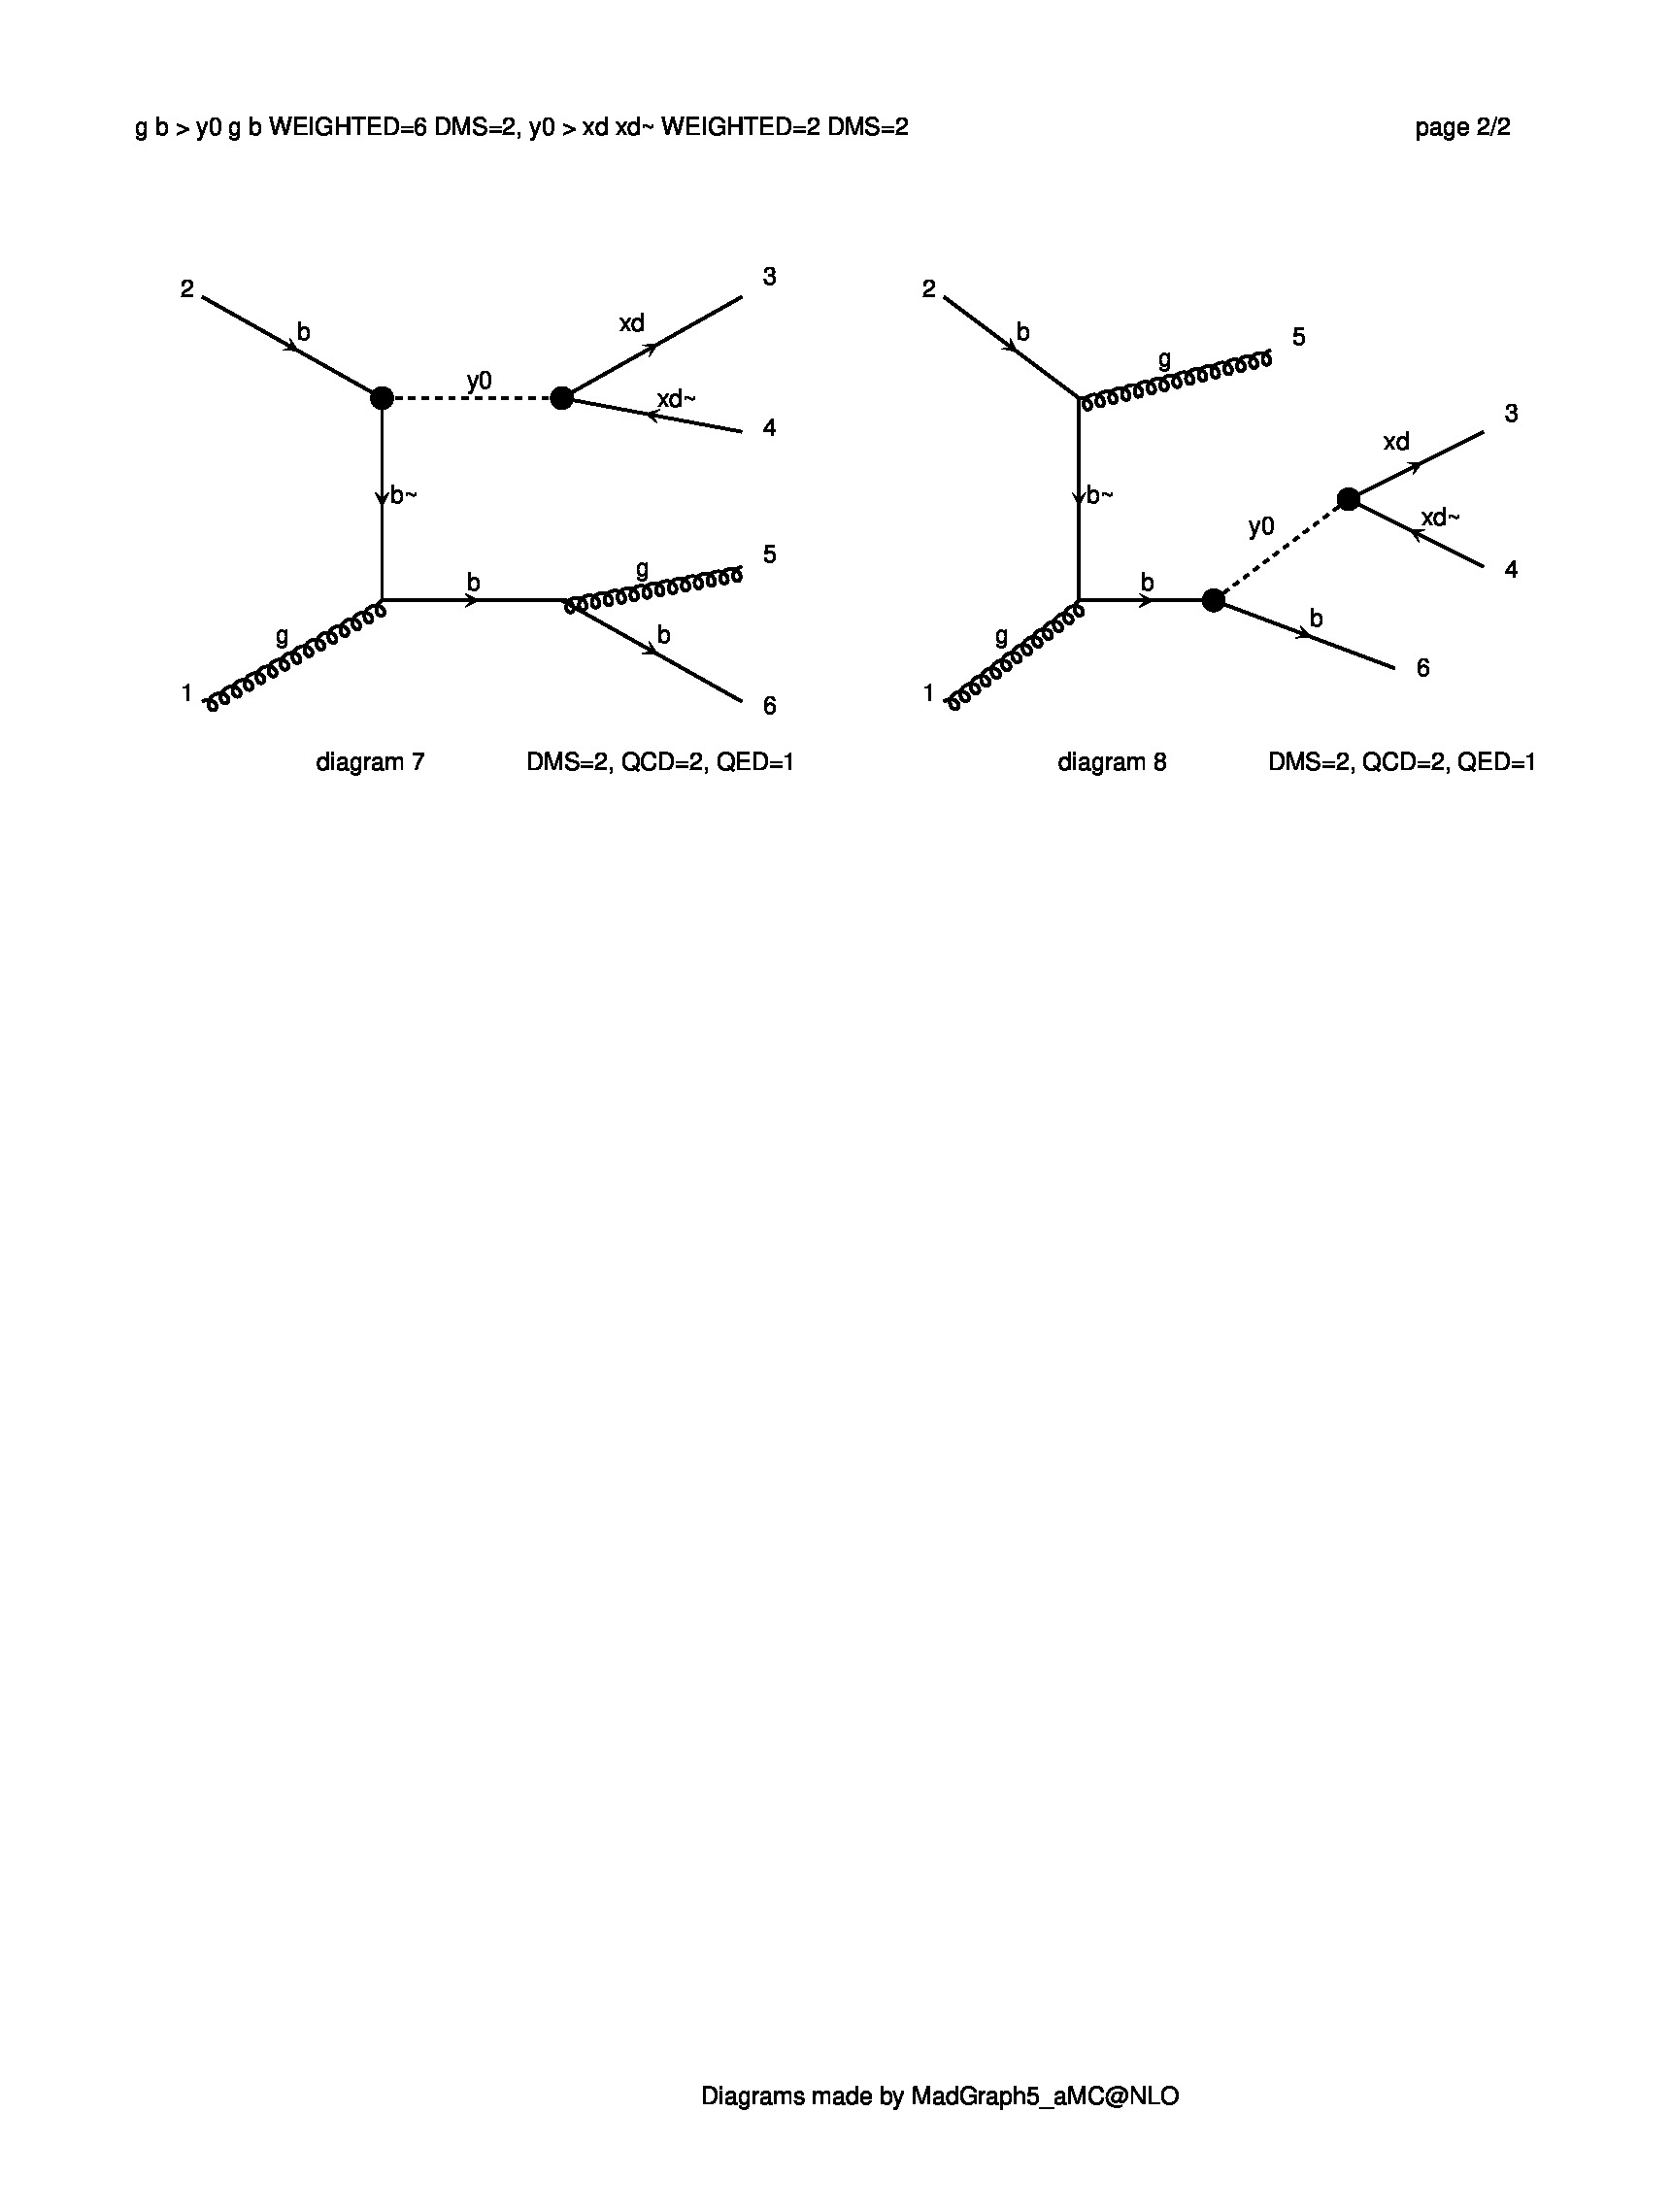 g b > y0 g b WEIGHTED=6 DMS=2, y0 > xd xd~ WEIGHTED=2 DMS=2 page 2/2
2
b
y0
xd
3
xd~
4
b~
g
b
g
5
b
1
6
diagram 7 DMS=2, QCD=2, QED=1
2
b
g
5
b~
xd
3
y0
xd~
4
g
b
b
1
6
diagram 8 DMS=2, QCD=2, QED=1
Diagrams made by MadGraph5_aMC@NLO